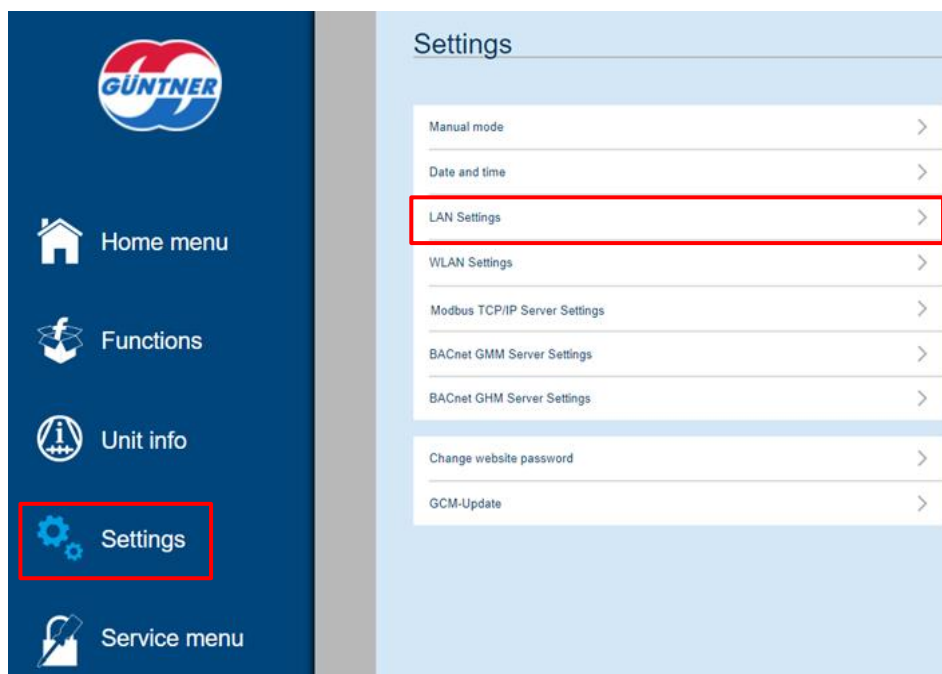 GÜNTNER
Home menu
Functions
Unit info
Settings
Service menu
Settings
Manual mode
Date and time
LAN Settings
WLAN Settings
Modbus TCP/IP Server Settings
BACnet GMM Server Settings
BACnet GHM Server Settings
Change website password
GCM-Update